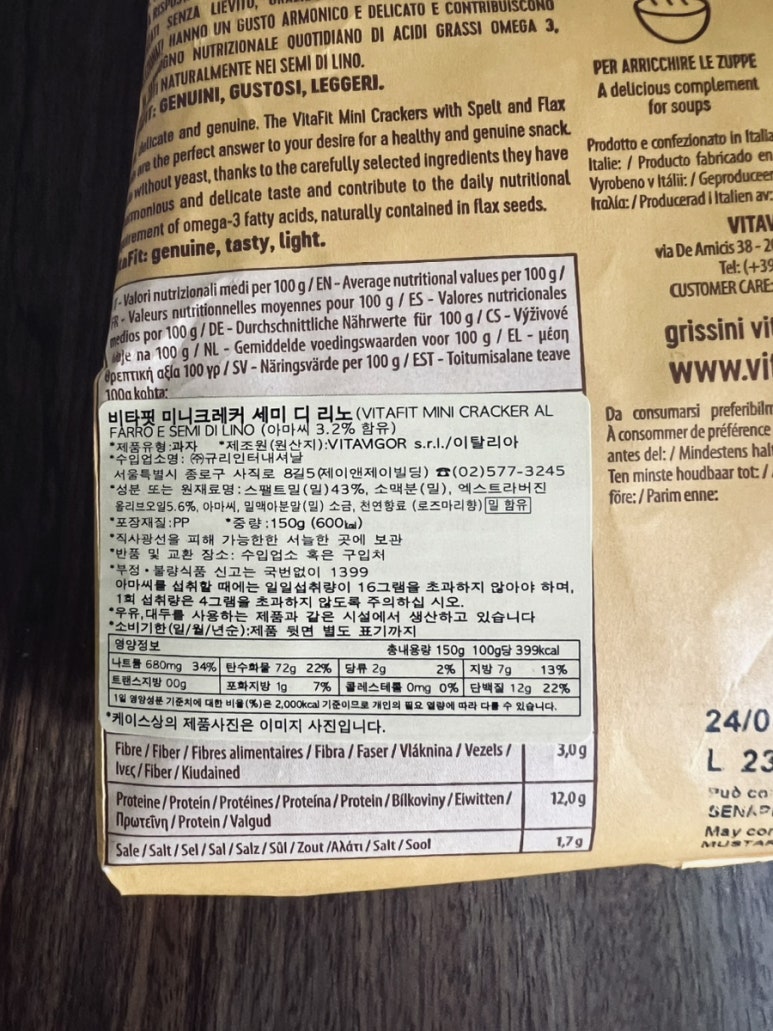 SENZA LIEVITO,
HANNO UN GUSTO ARMONICO E DELICATO E CONTRIBUISCONO
NUTRIZIONALE QUOTIDIANO DI ACIDI GRASSI OMEGA 3,
NATURALMENTE NEI SEMI DI LINO.
GENUINI, GUSTOSI, LEGGERI.
and genuine. The VitaFit Mini Crackers with Spelt and Flax
the perfect answer to your desire for a healthy and genuine snack.
without yeast, thanks to the carefully selected ingredients they have
and delicate taste and contribute to the daily nutritional
of omega-3 fatty acids, naturally contained in flax seeds.
genuine, tasty, light.
PER ARRICCHIRE LE ZUPPE
A delicious complement
for soups
Prodotto e confezionato in Italia
Italie: / Producto fabricado en
Vyrobeno v Itálii: / Geproduceer
Ιταλία: / Producerad i Italien av:
VITAV
via De Amicis 38 - 2
Tel: (+39
CUSTOMER CARE:
grissini vit
www.vit
Da consumarsi preferibilm
À consommer de préférence
antes del: / Mindestens halt
Ten minste houdbaar tot: /
före: / Parim enne:
- Valori nutrizionali medi per 100 g / EN - Average nutritional values per 100 g /
FR - Valeurs nutritionnelles moyennes pour 100 g / ES - Valores nutricionales
medios por 100 g / DE - Durchschnittliche Nährwerte für 100 g / CS - Výživové
na 100 g / NL - Gemiddelde voedingswaarden voor 100 g / EL - μέση
θρεπτική αξία 100 γρ / SV - Näringsvärde per 100 g / EST - Toitumisalane teave
100g kohta:
비타핏 미니크레커 세미 디 리노(VITAFIT MINI CRACKER AL
FARRO E SEMI DI LINO (아마씨 3.2% 함유)
*제품유형:과자 *제조원(원산지):VITAVIGOR s.r.l./이탈리아
*수입업소명: ㈜규리인터내셔날
서울특별시 종로구 사직로 8길5(제이앤제이빌딩) ☎(02)577-3245
*성분 또는 원재료명:스팰트밀(밀)43%, 소맥분(밀), 엑스트라버진
올리브오일5.6%, 아마씨, 밀맥아분말(밀) 소금, 천연향료 (로즈마리향) 밀 함유
*포장재질:PP *중량:150g (600㎉)
*직사광선을 피해 가능한한 서늘한 곳에 보관
*반품 및 교환 장소: 수입업소 혹은 구입처
*부정·불량식품 신고는 국번없이 1399
아마씨를 섭취할 때에는 일일섭취량이 16그램을 초과하지 않아야 하며,
1회 섭취량은 4그램을 초과하지 않도록 주의하십 시오.
*우유,대두를 사용하는 제품과 같은 시설에서 생산하고 있습니다
*소비기한(일/월/년순):제품 뒷면 별도 표기까지
영양정보 총내용량 150g 100g당 399kcal
나트륨 680mg 34% 탄수화물 72g 22% 당류 2g 2% 지방 7g 13%
트랜스지방 00g 포화지방 1g 7% 콜레스테롤 0mg 0% 단백질 12g 22%
1일 영양성분 기준치에 대한 비율(%)은 2,000kcal 기준이므로 개인의 필요 열량에 따라 다를 수 있습니다.
*케이스상의 제품사진은 이미지 사진입니다.
Fibre / Fiber / Fibres alimentaires / Fibra / Faser / Vláknina / Vezels / 3,0 g
Ινες / Fiber / Kiudained
Proteine / Protein / Protéines / Proteína / Protein / Bílkoviny / Eiwitten / 12,0 g
Πρωτεΐνη / Protein / Valgud
Sale / Salt / Sel / Sal / Salz / Sůl / Zout /Αλάτι / Salt / Sool 1,7 g
24/0
L 23
Può co
SENAP
May con
MUSTAR